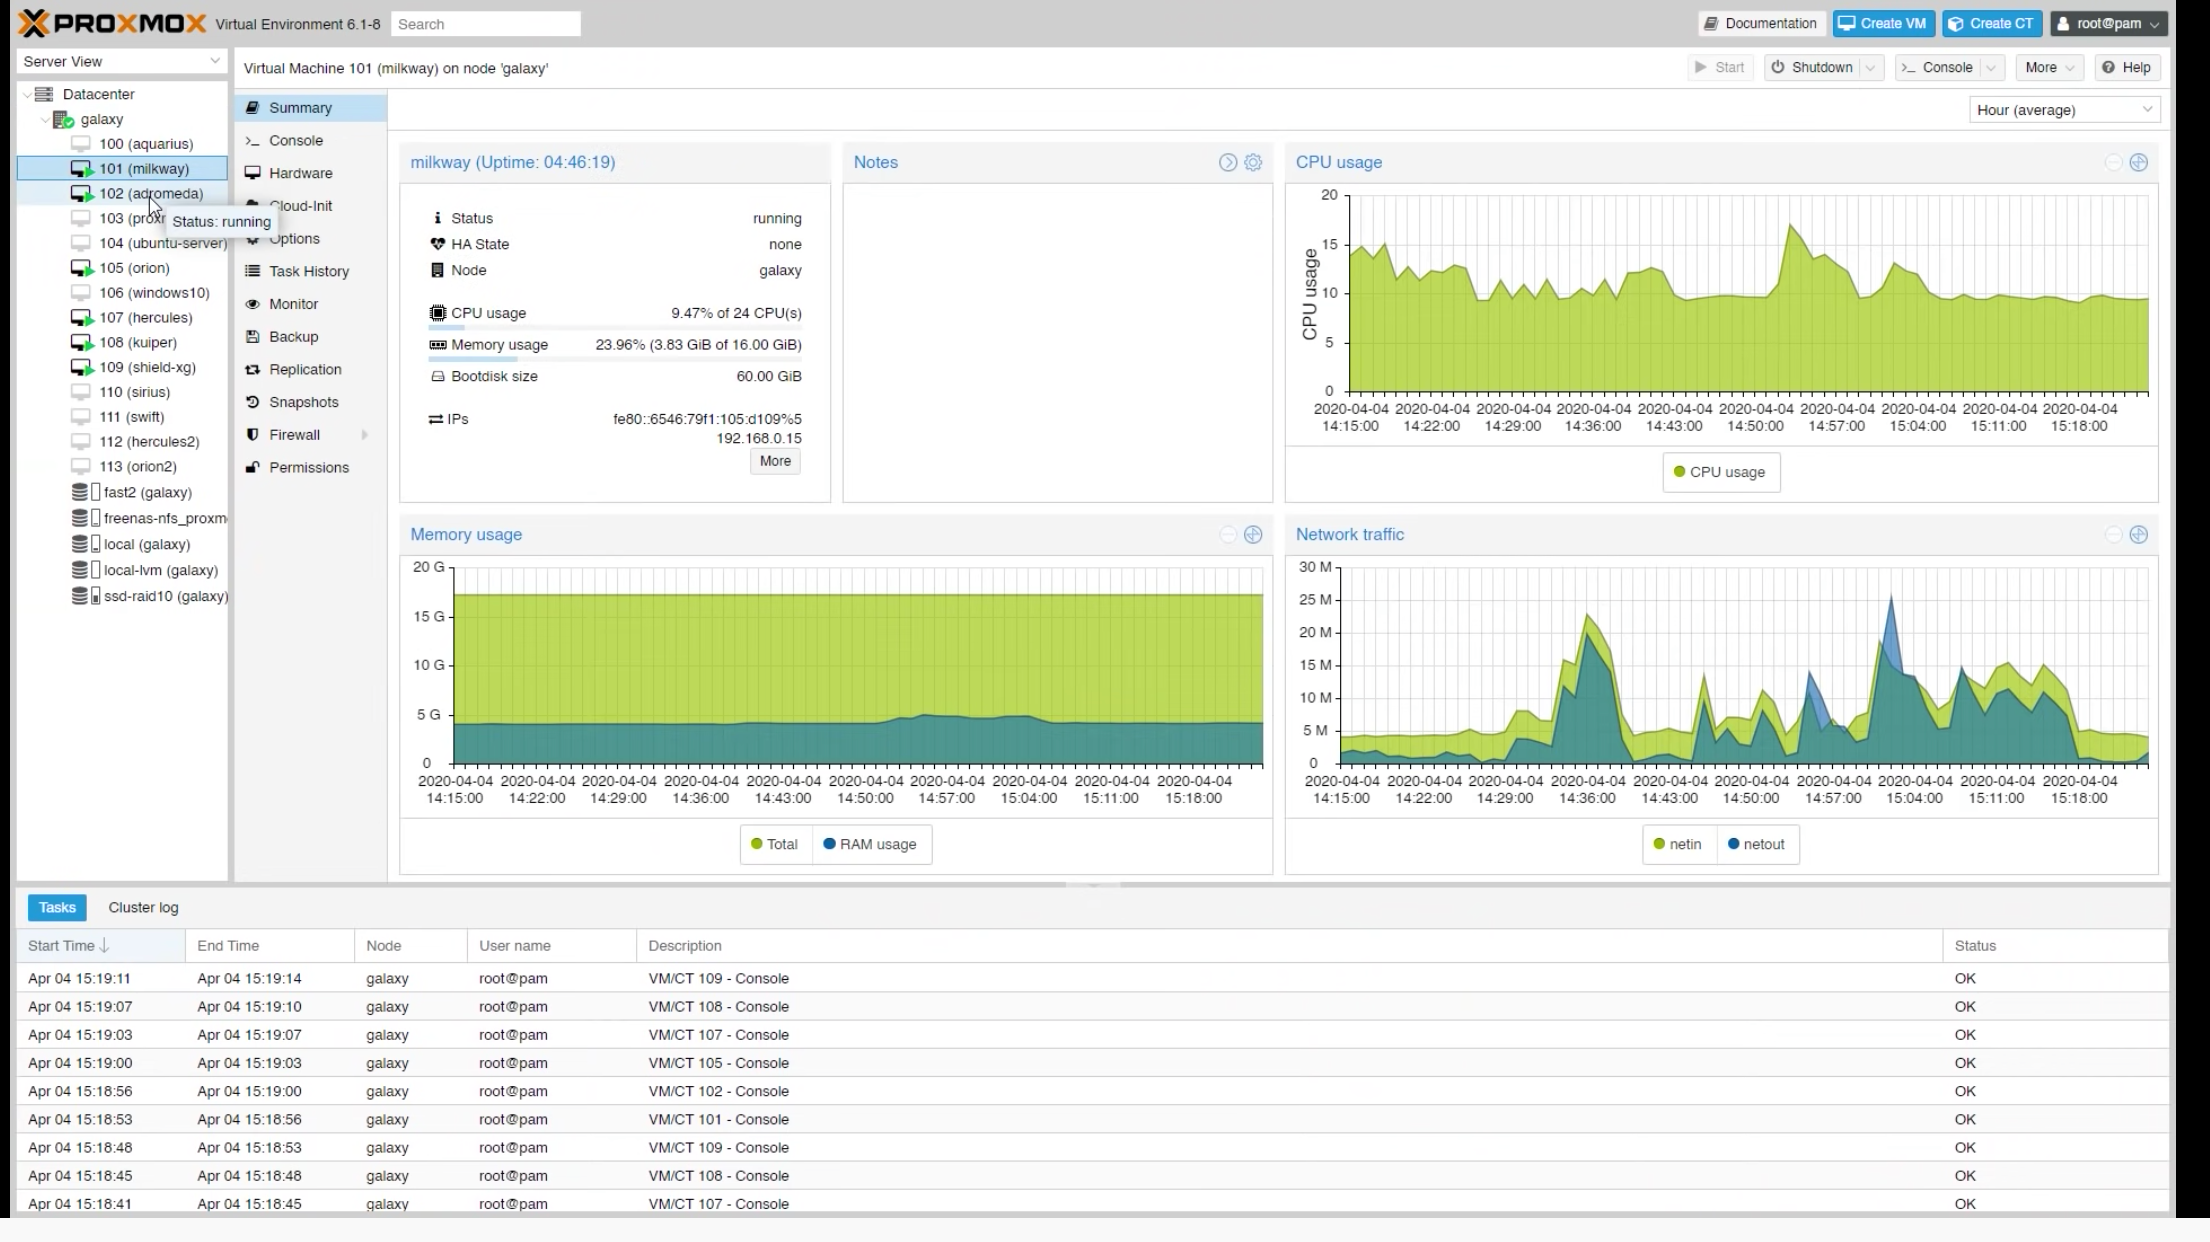 PROXMOX Virtual Environment 6.1-8 Search Documentation Create VM Create CT root@pam
Server View
Datacenter
galaxy
100 (aquarius)
101 (milkway)
102 (adromeda)
103 (proxm
Status: running
104 (ubuntu-server)
105 (orion)
106 (windows10)
107 (hercules)
108 (kuiper)
109 (shield-xg)
110 (sirius)
111 (swift)
112 (hercules2)
113 (orion2)
fast2 (galaxy)
freenas-nfs_proxm
local (galaxy)
local-lvm (galaxy)
ssd-raid10 (galaxy)
Virtual Machine 101 (milkway) on node 'galaxy' Start Shutdown Console More Help
Summary
Console
Hardware
Cloud-Init
Options
Task History
Monitor
Backup
Replication
Snapshots
Firewall
Permissions
Hour (average)
milkway (Uptime: 04:46:19)
Status running
HA State none
Node galaxy
CPU usage 9.47% of 24 CPU(s)
Memory usage 23.96% (3.83 GiB of 16.00 GiB)
Bootdisk size 60.00 GiB
IPs fe80::6546:79f1:105:d109%5
192.168.0.15
More
Notes
CPU usage
CPU usage
20
15
10
5
0
2020-04-04 2020-04-04 2020-04-04 2020-04-04 2020-04-04 2020-04-04 2020-04-04 2020-04-04 2020-04-04 2020-04-04
14:15:00 14:22:00 14:29:00 14:36:00 14:43:00 14:50:00 14:57:00 15:04:00 15:11:00 15:18:00
CPU usage
Memory usage
20 G
15 G
10 G
5 G
0
2020-04-04 2020-04-04 2020-04-04 2020-04-04 2020-04-04 2020-04-04 2020-04-04 2020-04-04 2020-04-04 2020-04-04
14:15:00 14:22:00 14:29:00 14:36:00 14:43:00 14:50:00 14:57:00 15:04:00 15:11:00 15:18:00
Total RAM usage
Network traffic
30 M
25 M
20 M
15 M
10 M
5 M
0
2020-04-04 2020-04-04 2020-04-04 2020-04-04 2020-04-04 2020-04-04 2020-04-04 2020-04-04 2020-04-04 2020-04-04
14:15:00 14:22:00 14:29:00 14:36:00 14:43:00 14:50:00 14:57:00 15:04:00 15:11:00 15:18:00
netin netout
Tasks Cluster log
Start Time End Time Node User name Description Status
Apr 04 15:19:11 Apr 04 15:19:14 galaxy root@pam VM/CT 109 - Console OK
Apr 04 15:19:07 Apr 04 15:19:10 galaxy root@pam VM/CT 108 - Console OK
Apr 04 15:19:03 Apr 04 15:19:07 galaxy root@pam VM/CT 107 - Console OK
Apr 04 15:19:00 Apr 04 15:19:03 galaxy root@pam VM/CT 105 - Console OK
Apr 04 15:18:56 Apr 04 15:19:00 galaxy root@pam VM/CT 102 - Console OK
Apr 04 15:18:53 Apr 04 15:18:56 galaxy root@pam VM/CT 101 - Console OK
Apr 04 15:18:48 Apr 04 15:18:53 galaxy root@pam VM/CT 109 - Console OK
Apr 04 15:18:45 Apr 04 15:18:48 galaxy root@pam VM/CT 108 - Console OK
Apr 04 15:18:41 Apr 04 15:18:45 galaxy root@pam VM/CT 107 - Console OK